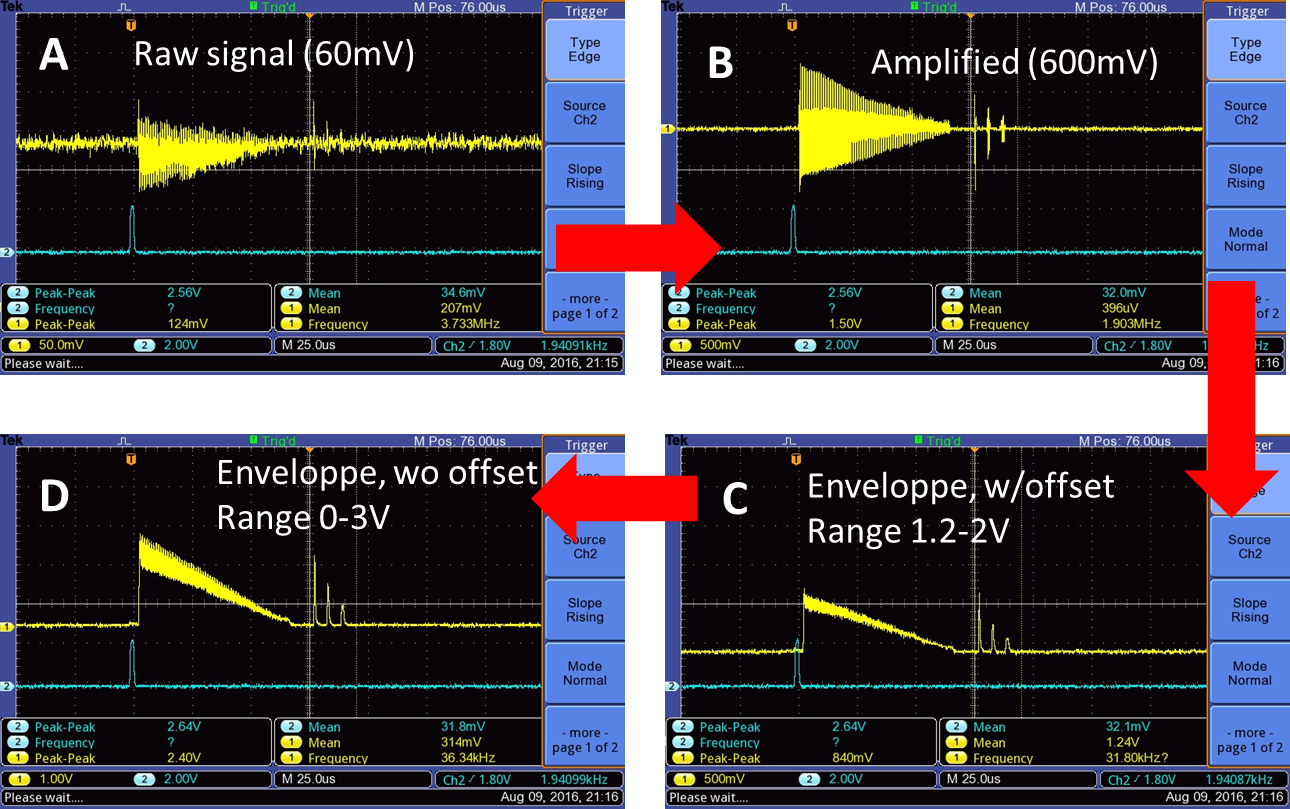 Tek
Trig'd
M Pos: 76.00us
Trigger
T
A
Raw signal (60mV)
Type
Edge
Source
Ch2
Slope
Rising
2
- more -
page 1 of 2
2 Peak-Peak 2.56V
2 Frequency ?
1 Peak-Peak 124mV
2 Mean 34.6mV
1 Mean 207mV
1 Frequency 3.733MHz
1 50.0mV 2 2.00V M 25.0us Ch2 / 1.80V 1.94091kHz
Please wait.... Aug 09, 2016, 21:15
Tek
Trig'd
M Pos: 76.00us
Trigger
T
B
Amplified (600mV)
Type
Edge
Source
Ch2
1
Slope
Rising
Mode
Normal
2 Peak-Peak 2.56V
2 Frequency ?
1 Peak-Peak 1.50V
2 Mean 32.0mV
1 Mean 396uV
1 Frequency 1.903MHz
of 2
1 500mV 2 2.00V M 25.0us Ch2 / 1.80V
Please wait.... Aug 09
Tek
Trig'd
M Pos: 76.00us
Trigger
T
D
Enveloppe, wo offset
Range 0-3V
Source
Ch2
Slope
Rising
1
Mode
Normal
2
- more -
page 1 of 2
2 Peak-Peak 2.64V
2 Frequency ?
1 Peak-Peak 2.40V
2 Mean 31.8mV
1 Mean 314mV
1 Frequency 36.34kHz
1 1.00V 2 2.00V M 25.0us Ch2 / 1.80V 1.94099kHz
Please wait.... Aug 09, 2016, 21:16
Tek
Trig'd
M Pos: 76.00us
T
C
Enveloppe, w/offset
Range 1.2-2V
Source
Ch2
Slope
Rising
Mode
Normal
2
- more -
page 1 of 2
2 Peak-Peak 2.64V
2 Frequency ?
1 Peak-Peak 840mV
2 Mean 32.1mV
1 Mean 1.24V
1 Frequency 31.80kHz?
1 500mV 2 2.00V M 25.0us Ch2 / 1.80V 1.94087kHz
Please wait.... Aug 09, 2016, 21:16